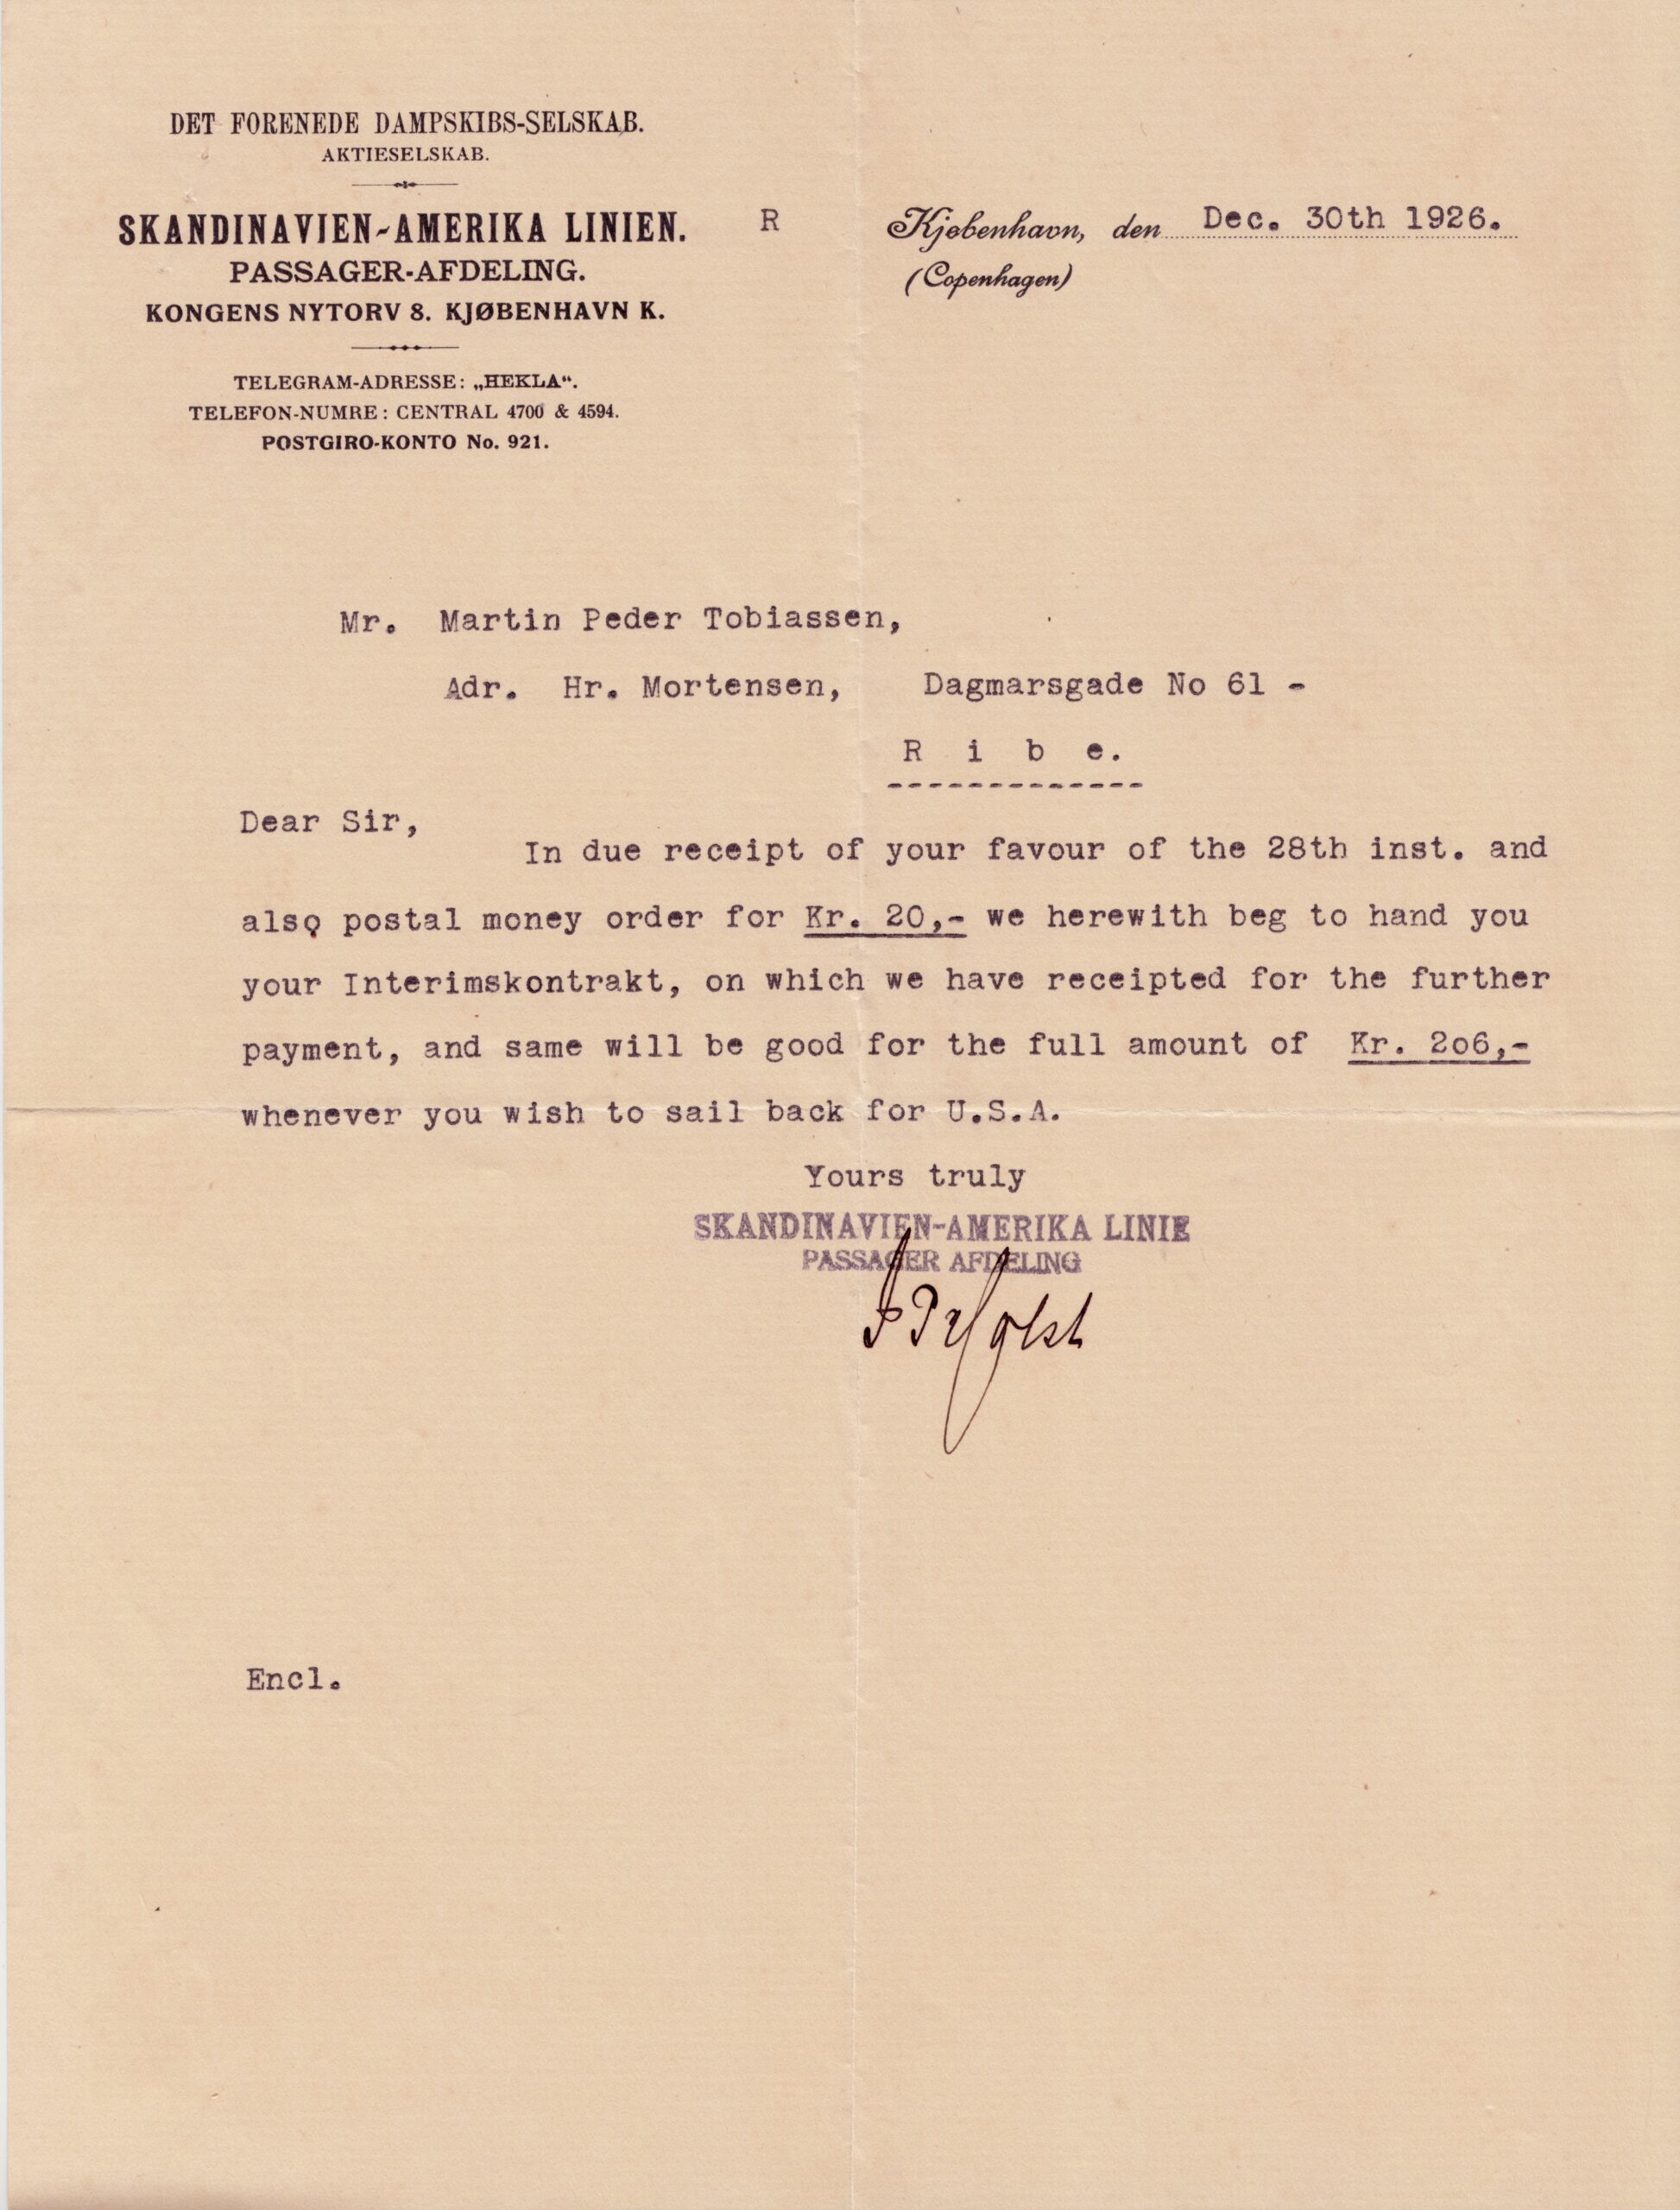 DET FORENEDE DAMPSKIBS-SELSKAB.
AKTIESELSKAB.
SKANDINAVIEN-AMERIKA LINIEN.
PASSAGER-AFDELING.
KONGENS NYTORV 8. KJØBENHAVN K.
TELEGRAM-ADRESSE: „HEKLA“.
TELEFON-NUMRE: CENTRAL 4700 & 4594.
POSTGIRO-KONTO No. 921.
R
Kjøbenhavn, den Dec. 30th 1926.
(Copenhagen)
Mr. Martin Peder Tobiassen,
Adr. Hr. Mortensen, Dagmarsgade No 61 -
R i b e.
-------------
Dear Sir,
In due receipt of your favour of the 28th inst. and
also postal money order for Kr. 20,- we herewith beg to hand you
your Interimskontrakt, on which we have receipted for the further
payment, and same will be good for the full amount of Kr. 2o6,-
whenever you wish to sail back for U.S.A.
Yours truly
SKANDINAVIEN-AMERIKA LINIE
PASSAGER AFDELING
Encl.